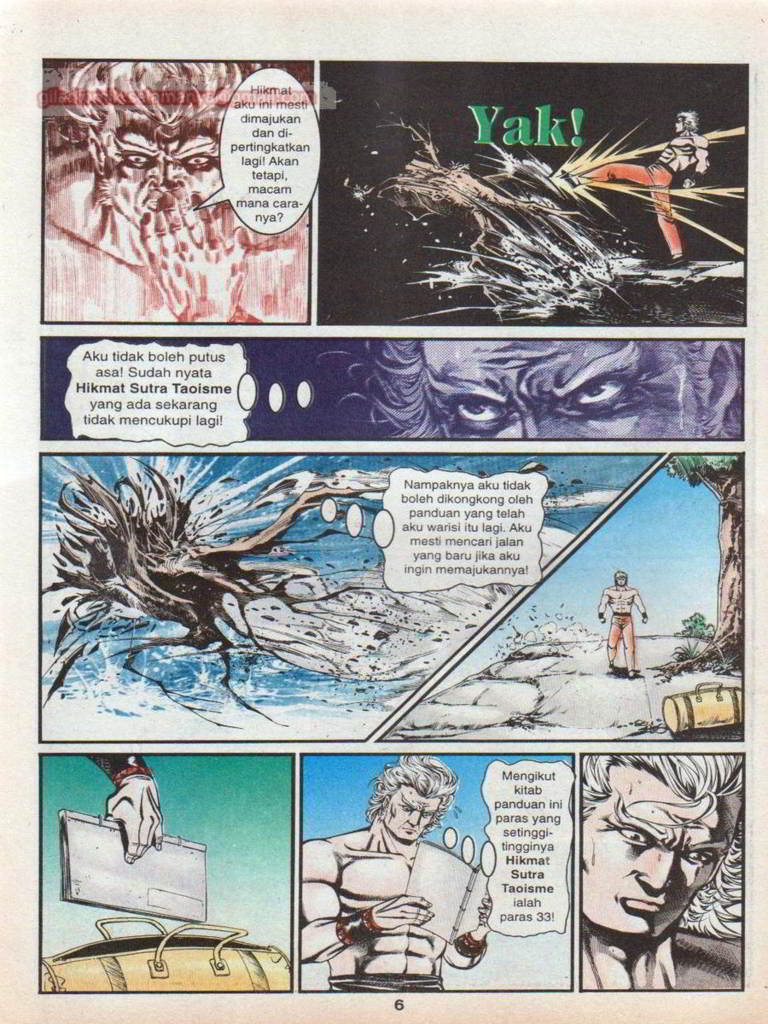 Hikmat
aku ini mesti
dimajukan
dan di-
pertingkatkan
lagi! Akan
tetapi,
macam
mana cara-
nya?
Yak!
Aku tidak boleh putus
asa! Sudah nyata
Hikmat Sutra Taoisme
yang ada sekarang
tidak mencukupi lagi!
Nampaknya aku tidak
boleh dikongkong oleh
panduan yang telah
aku warisi itu lagi. Aku
mesti mencari jalan
yang baru jika aku
ingin memajukannya!
Mengikut
kitab
panduan ini
paras yang
setinggi-
tingginya
Hikmat
Sutra
Taoisme
ialah
paras 33!
6